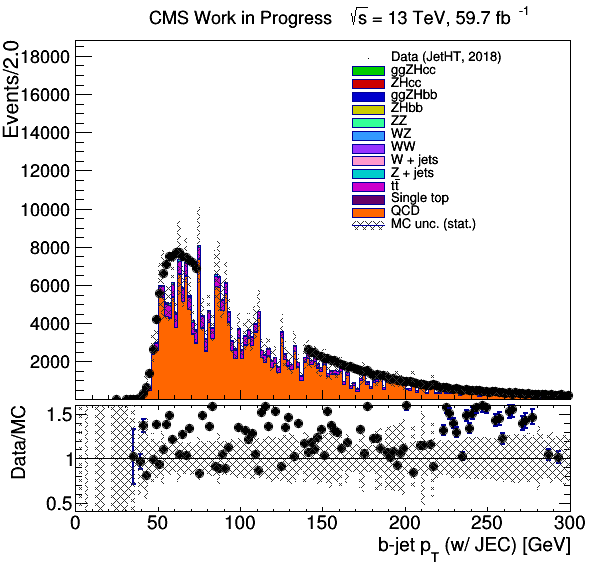 CMS Work in Progress √s = 13 TeV, 59.7 fb⁻¹
Events/2.0
18000
16000
14000
12000
10000
8000
6000
4000
2000
Data (JetHT, 2018)
ggZHcc
ZHcc
ggZHbb
ZHbb
ZZ
WZ
WW
W + jets
Z + jets
tt̄
Single top
QCD
MC unc. (stat.)
Data/MC
1.5
1
0.5
0 50 100 150 200 250 300
b-jet p_T (w/ JEC) [GeV]